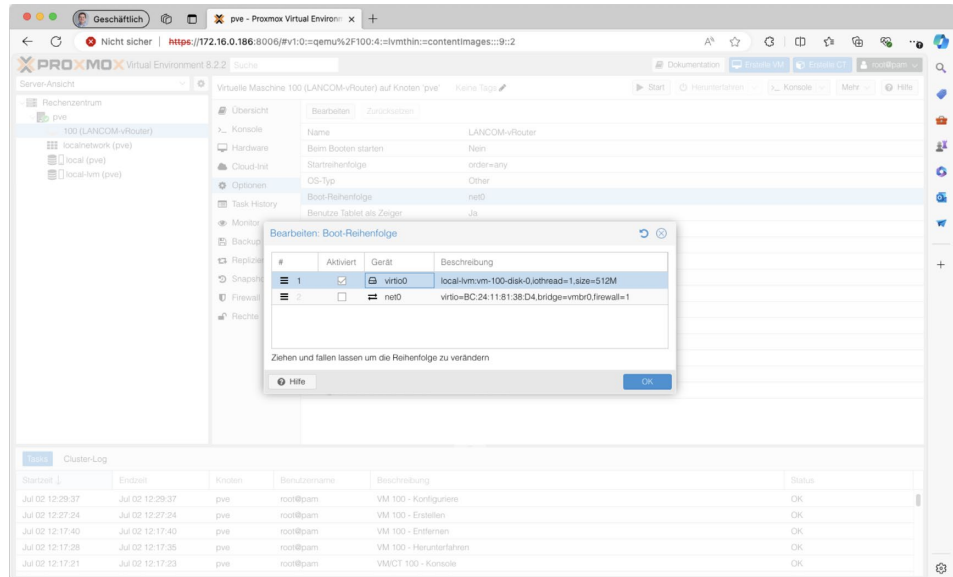 Geschäftlich
pve - Proxmox Virtual Environn
Nicht sicher https://172.16.0.186:8006/#v1:0:=qemu%2F100:4:=lvmthin:=contentImages:::9::2
PROXMOX Virtual Environment 8.2.2 Suche Dokumentation Erstelle VM Erstelle CT root@pam
Server-Ansicht
Virtuelle Maschine 100 (LANCOM-vRouter) auf Knoten 'pve' Keine Tags Start Herunterfahren Konsole Mehr Hilfe
Rechenzentrum
pve
100 (LANCOM-vRouter)
localnetwork (pve)
local (pve)
local-lvm (pve)
Übersicht
Konsole
Hardware
Cloud-Init
Optionen
Task History
Monitor
Backup
Replizier
Snapsho
Firewall
Rechte
Bearbeiten Zurücksetzen
Name LANCOM-vRouter
Beim Booten starten Nein
Startreihenfolge order=any
OS-Typ Other
Boot-Reihenfolge net0
Benutze Tablet als Zeiger Ja
Bearbeiten: Boot-Reihenfolge
# Aktiviert Gerät Beschreibung
1 virtio0 local-lvm:vm-100-disk-0,iothread=1,size=512M
2 net0 virtio=BC:24:11:81:38:D4,bridge=vmbr0,firewall=1
Ziehen und fallen lassen um die Reihenfolge zu verändern
Hilfe OK
Tasks Cluster-Log
Startzeit ↓ Endzeit Knoten Benutzername Beschreibung Status
Jul 02 12:29:37 Jul 02 12:29:37 pve root@pam VM 100 - Konfiguriere OK
Jul 02 12:27:24 Jul 02 12:27:24 pve root@pam VM 100 - Erstellen OK
Jul 02 12:17:40 Jul 02 12:17:40 pve root@pam VM 100 - Entfernen OK
Jul 02 12:17:28 Jul 02 12:17:35 pve root@pam VM 100 - Herunterfahren OK
Jul 02 12:17:21 Jul 02 12:17:23 pve root@pam VM/CT 100 - Konsole OK